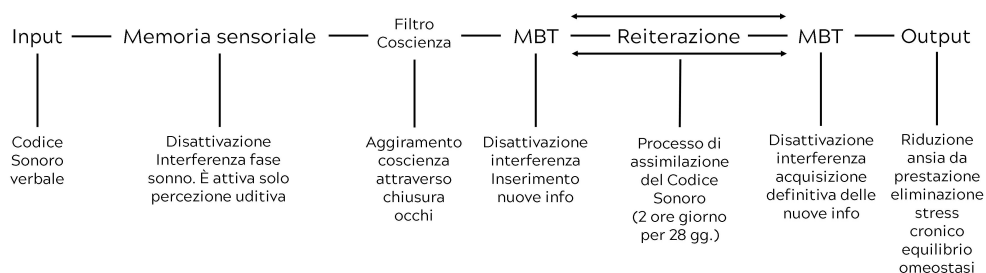 Input
Memoria sensoriale
Filtro
Coscienza
MBT
Reiterazione
MBT
Output
Codice
Sonoro
verbale
Disattivazione
Interferenza fase
sonno. È attiva solo
percezione uditiva
Aggiramento
coscienza
attraverso
chiusura
occhi
Disattivazione
interferenza
Inserimento
nuove info
Processo di
assimilazione
del Codice
Sonoro
(2 ore giorno
per 28 gg.)
Disattivazione
interferenza
acquisizione
definitiva delle
nuove info
Riduzione
ansia da
prestazione
eliminazione
stress
cronico
equilibrio
omeostasi